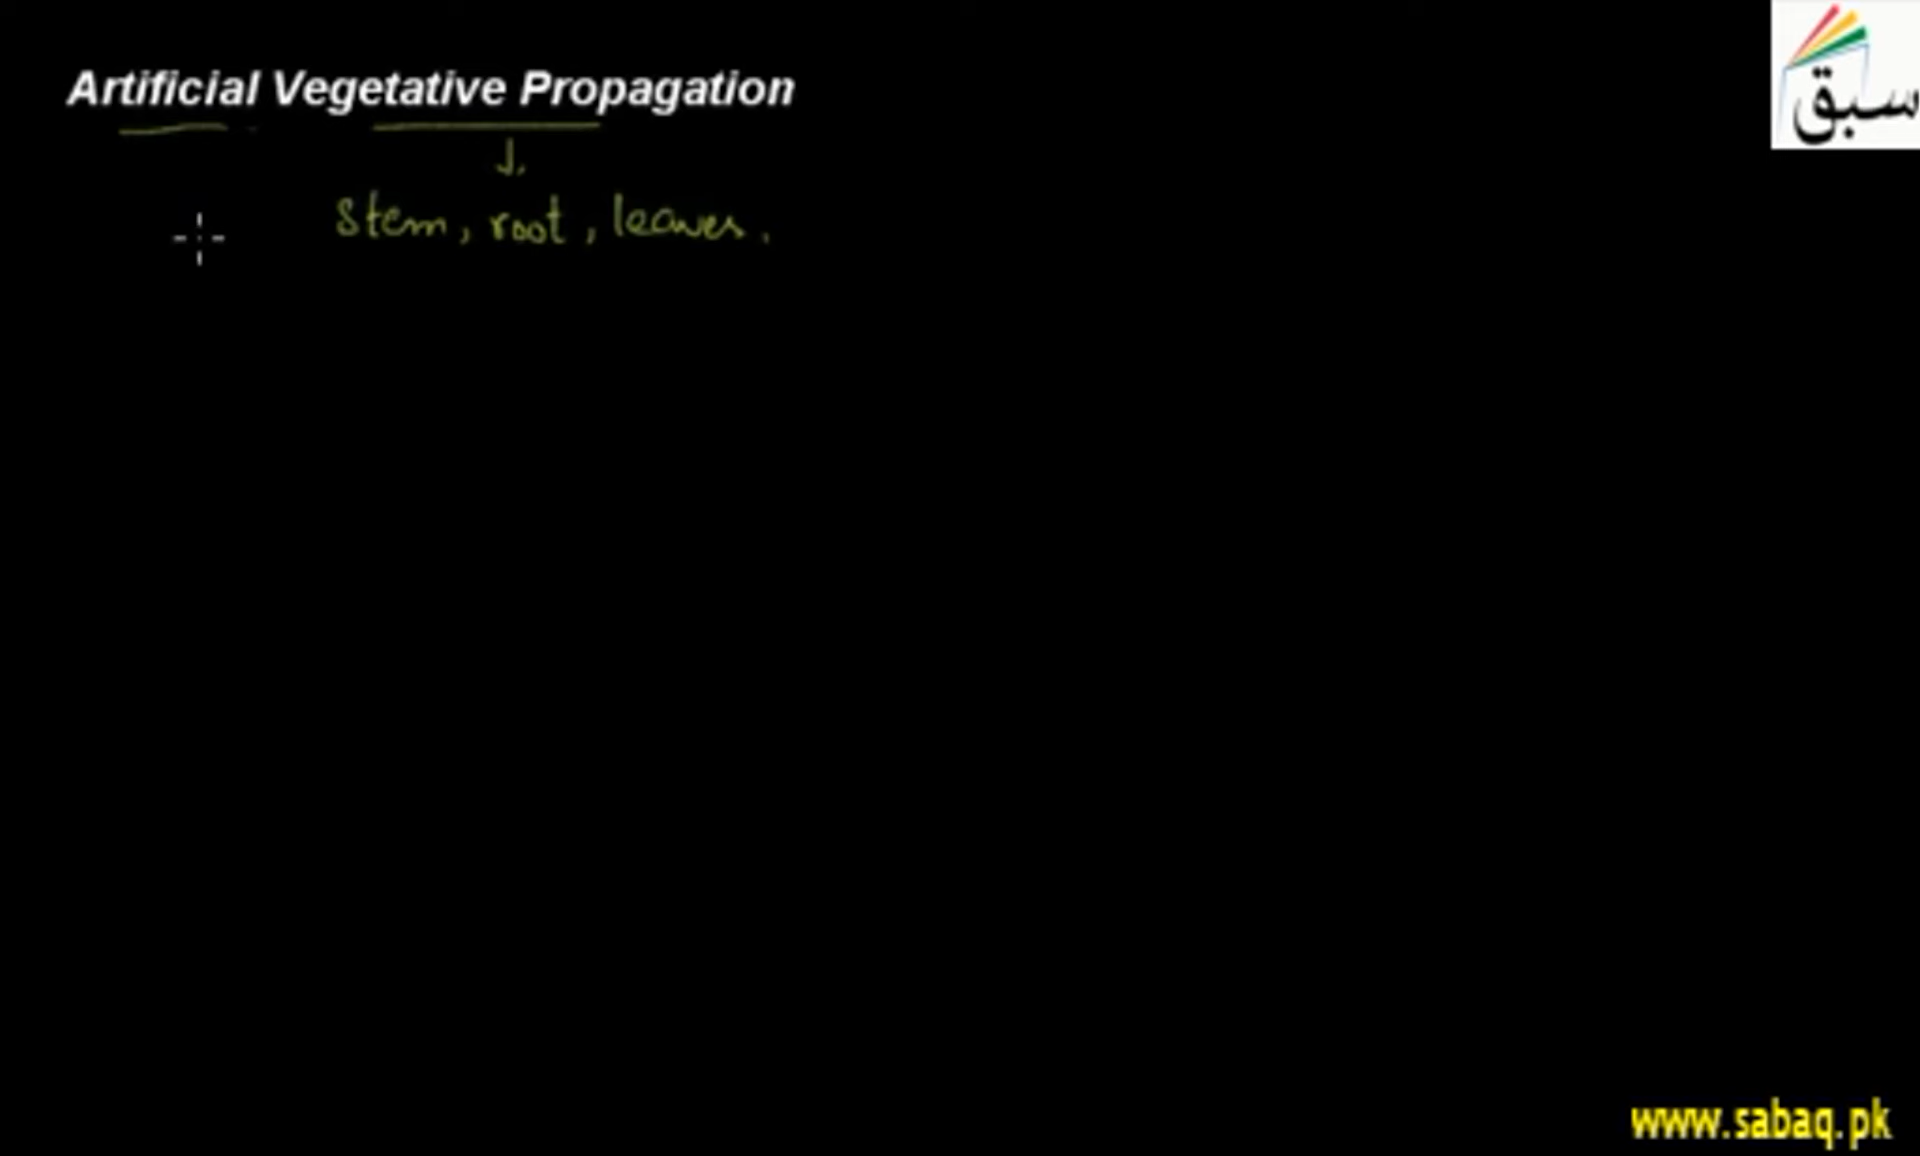 Artificial Vegetative Propagation
سبق
stem, root, leaves.
www.sabaq.pk